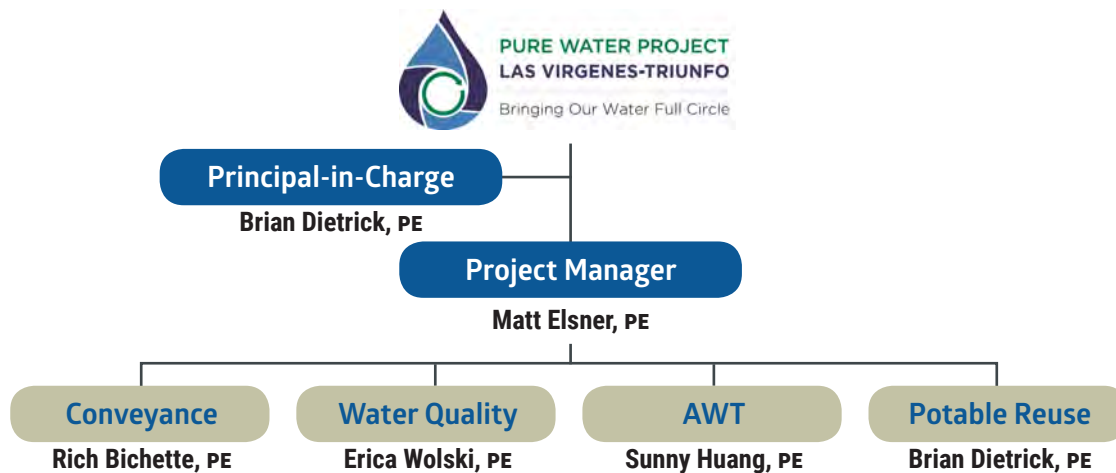 PURE WATER PROJECT
LAS VIRGENES-TRIUNFO
Bringing Our Water Full Circle
Principal-in-Charge
Brian Dietrick, PE
Project Manager
Matt Elsner, PE
Conveyance
Rich Bichette, PE
Water Quality
Erica Wolski, PE
AWT
Sunny Huang, PE
Potable Reuse
Brian Dietrick, PE